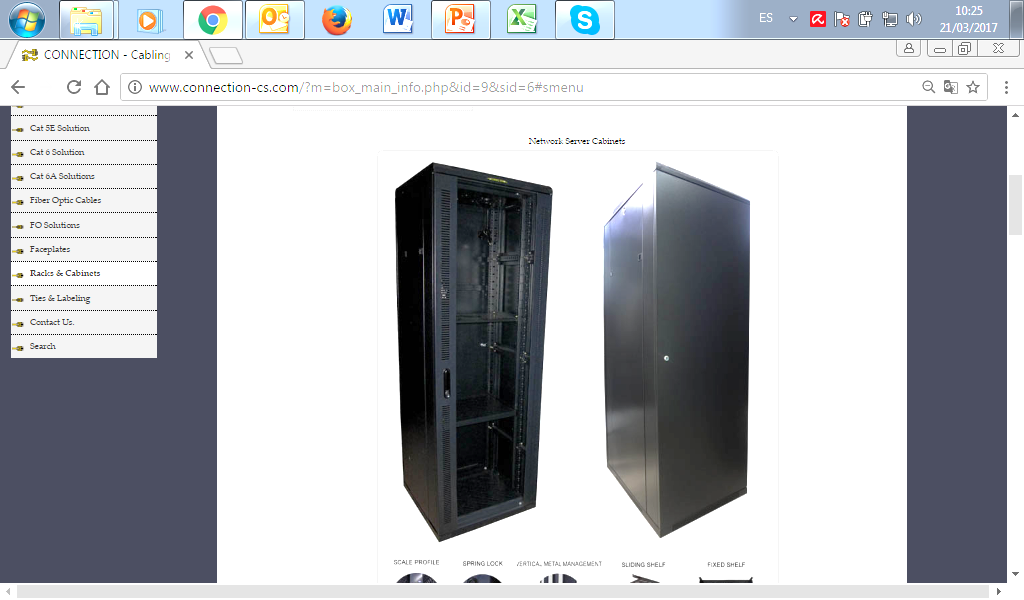 ES
10:25
21/03/2017
CONNECTION - Cabling
www.connection-cs.com/?m=box_main_info.php&id=9&sid=6#smenu
Cat 5E Solution
Cat 6 Solution
Cat 6A Solutions
Fiber Optic Cables
FO Solutions
Faceplates
Racks & Cabinets
Ties & Labeling
Contact Us.
Search
Network Server Cabinets
SCALE PROFILE SPRING LOCK VERTICAL METAL MANAGEMENT SLIDING SHELF FIXED SHELF